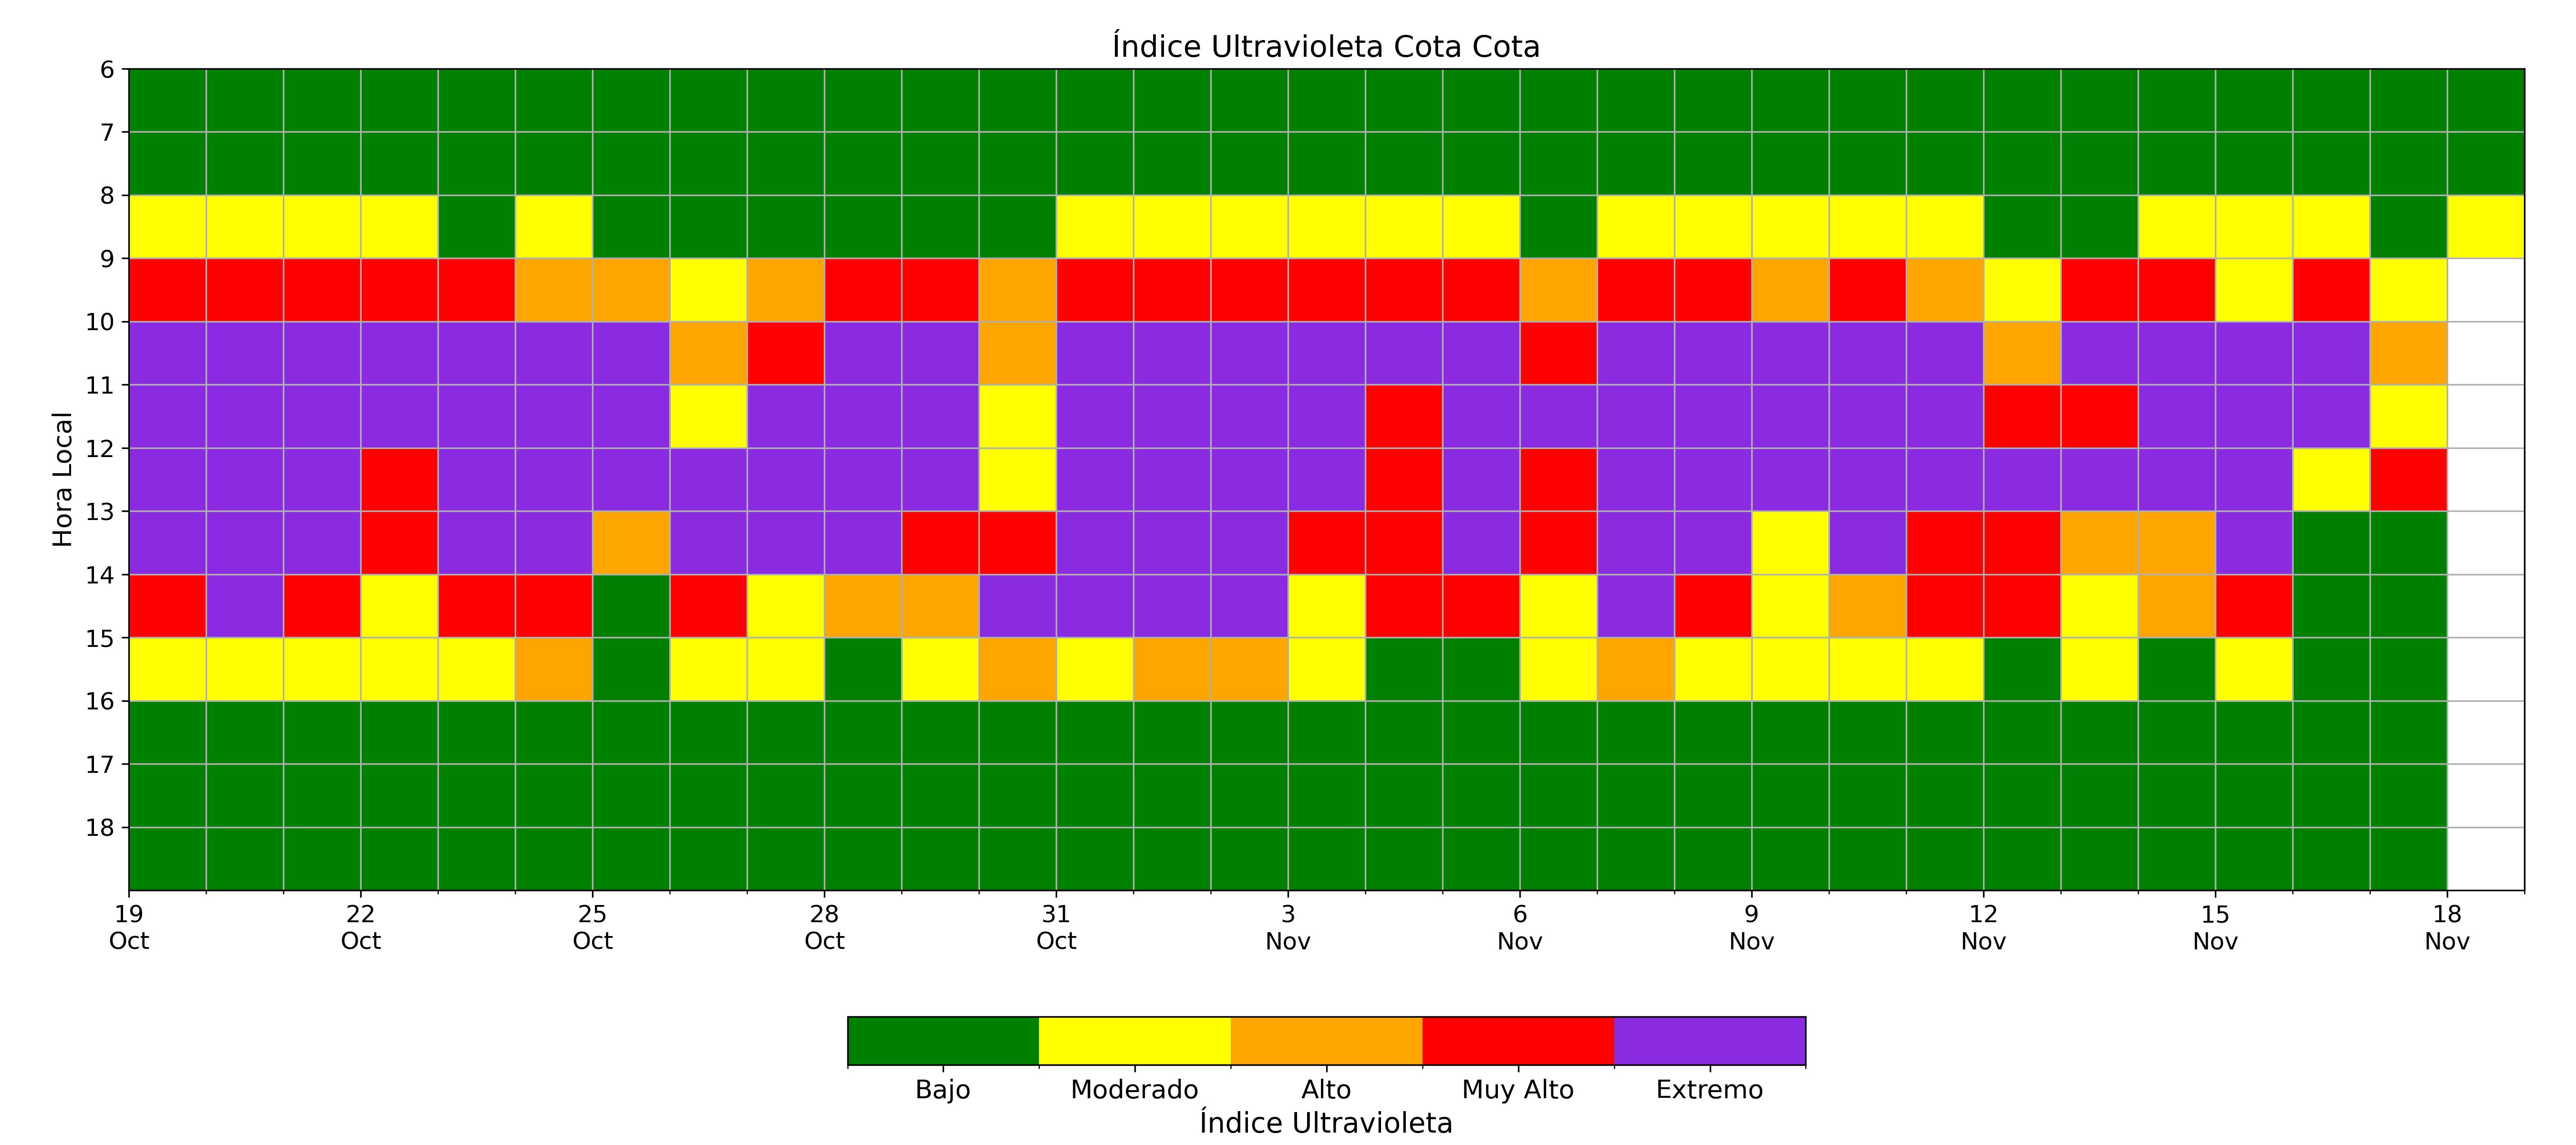 Índice Ultravioleta Cota Cota
6
7
8
9
10
11
12
13
14
15
16
17
18
Hora Local
19 22 25 28 31 3 6 9 12 15 18
Oct Oct Oct Oct Oct Nov Nov Nov Nov Nov Nov
Bajo Moderado Alto Muy Alto Extremo
Índice Ultravioleta